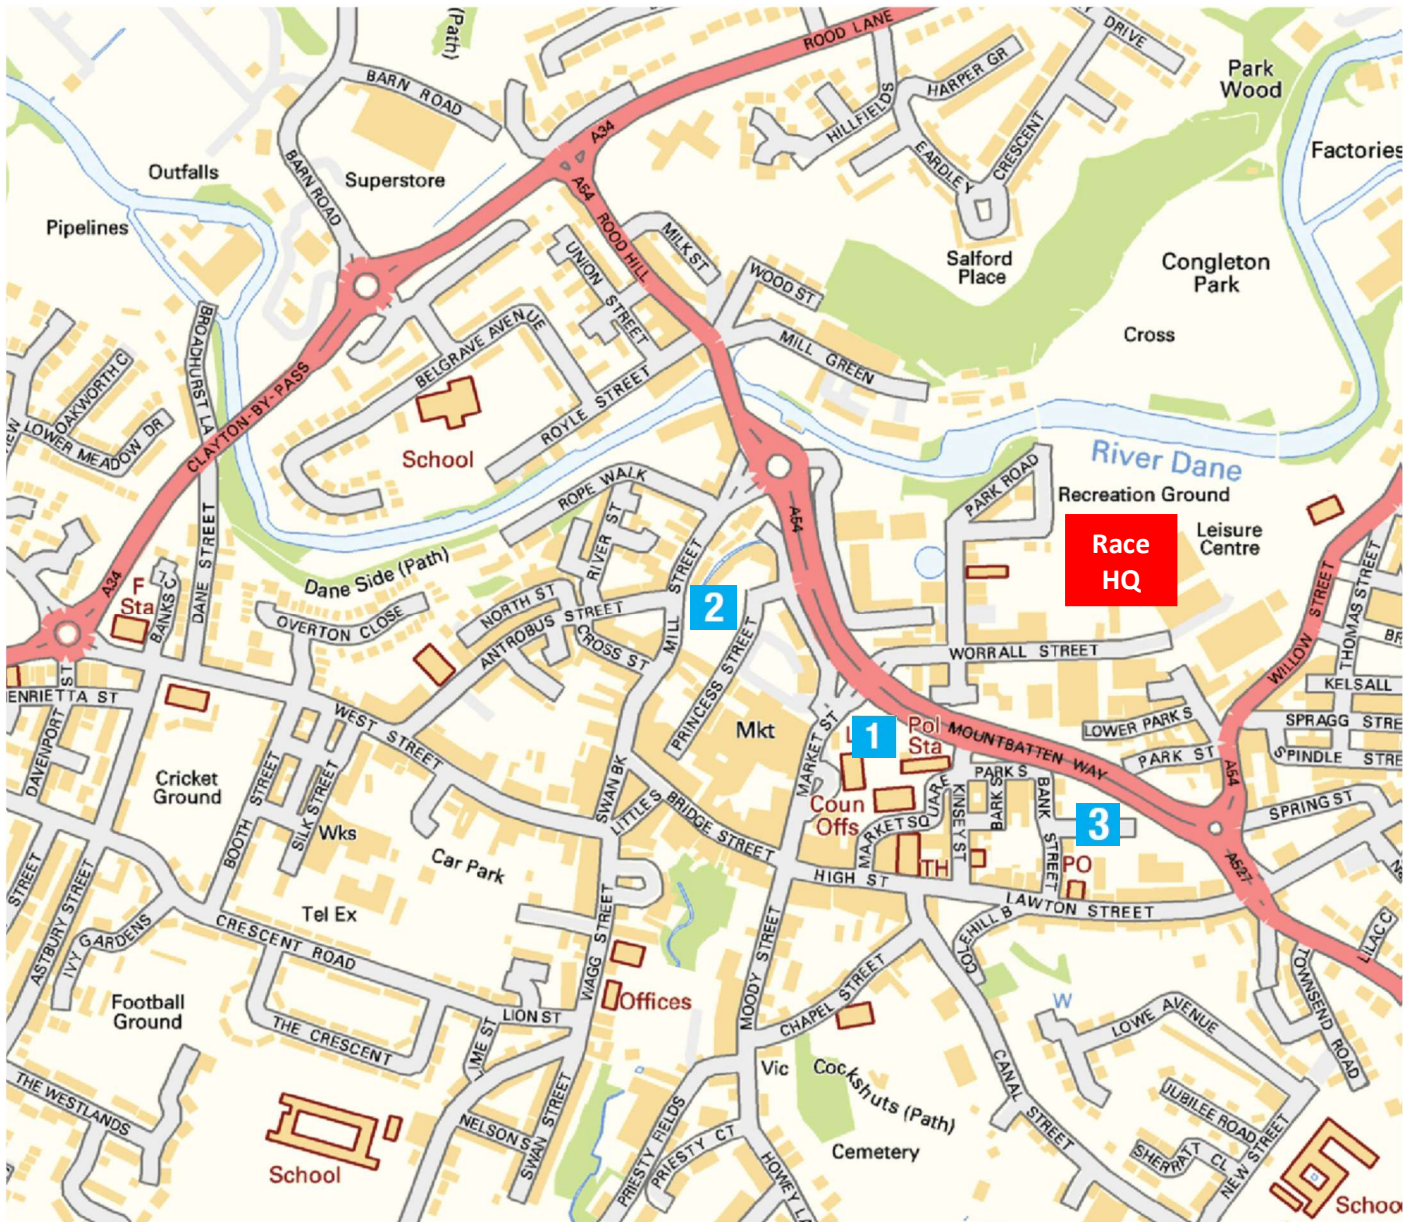 ROOD LANE
(Path)
DRIVE
BARN ROAD
HARPER GR
Park
Wood
HILLFIELDS
A34
CRESCENT
Factories
Outfalls
BARN ROAD
Superstore
A54
EARDLEY
Pipelines
ROOD HILL
MILK ST
UNION STREET
WOOD ST
Salford
Place
Congleton
Park
BROADHURST LA
BELGRAVE AVENUE
MILL GREEN
Cross
OAKWORTH C
LOWER MEADOW DR
CLAYTON-BY-PASS
ROYLE STREET
School
River Dane
ROPE WALK
PARK ROAD
Recreation Ground
A54
Leisure
Centre
Race
HQ
DANE STREET
RIVER ST
MILL STREET
Dane Side (Path)
A34
F
Sta
BANKS CL
NORTH ST
ANTROBUS STREET
OVERTON CLOSE
CROSS ST
2
PRINCESS STREET
WILLOW STREET
THOMAS STREET
BR
WORRALL STREET
KELSALL
ENRIETTA ST
DAVENPORT ST
WEST STREET
Mkt
MARKET ST
1
Pol
Sta
MOUNTBATTEN WAY
LOWER PARK S
SPRAGG STRE
PARK ST
SPINDLE STRE
A54
Cricket
Ground
BOOTH STREET
SILK STREET
SWAN BK
LITTLE S
BRIDGE STREET
Coun
Offs
MARKET SQUARE
PARK S
KINSEY ST
PARK S
BANK STREET
3
SPRING ST
Wks
Car Park
TH
PO
A527
HIGH ST
LAWTON STREET
STREET
ASTBURY STREET
IVY GARDENS
Tel Ex
CRESCENT ROAD
WAGG STREET
MOODY STREET
COLEHILL B
LILAC C
TOWNSEND ROAD
Football
Ground
Offices
CHAPEL STREET
W
LION ST
LOWE AVENUE
THE CRESCENT
Vic
Cockshuts (Path)
CANAL STREET
THE WESTLANDS
NELSON S
SWAN STREET
PRIESTY FIELDS
PRIESTY CT
HOWEY LA
Cemetery
JUBILEE ROAD
SHERRATT CL
NEW STREET
School
Schoo